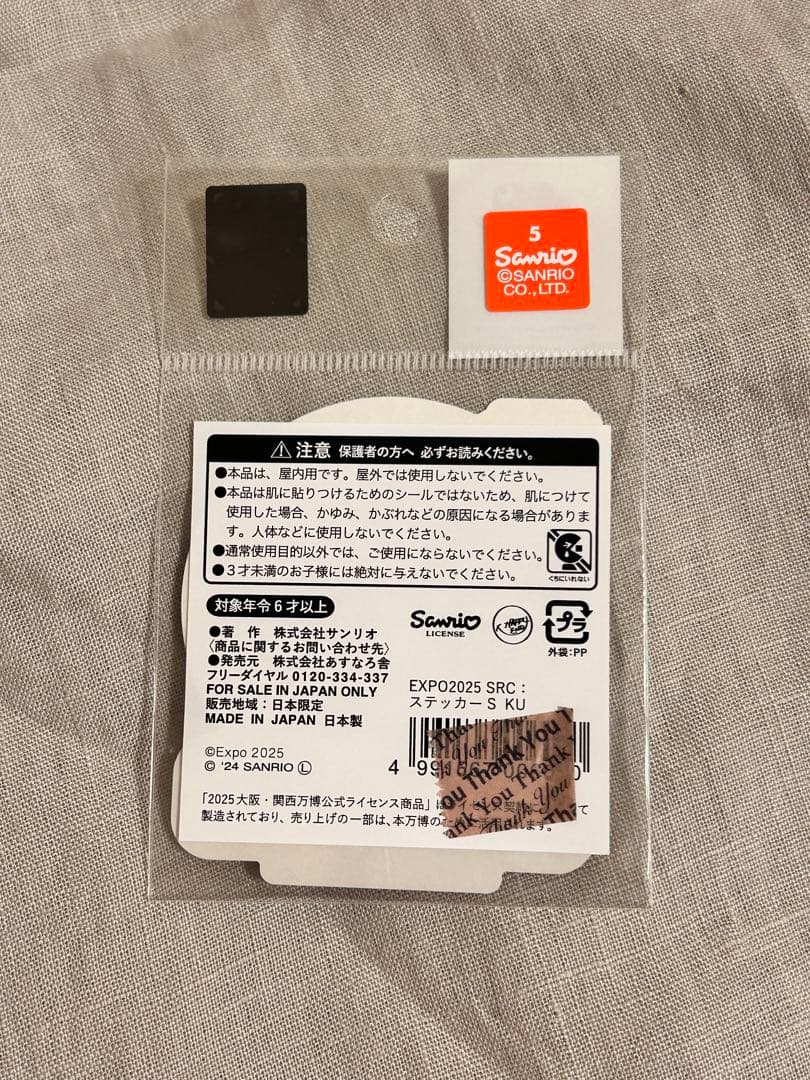 5
Sanrio
©SANRIO
CO.,LTD.
注意 保護者の方へ 必ずお読みください。
●本品は、屋内用です。屋外では使用しないでください。
●本品は肌に貼りつけるためのシールではないため、肌につけて
使用した場合、かゆみ、かぶれなどの原因になる場合がありま
す。人体などに使用しないでください。
●通常使用目的以外では、ご使用にならないでください。
●3才未満のお子様には絶対に与えないでください。
くちにいれない
対象年令6才以上
●著 作 株式会社サンリオ
〈商品に関するお問い合わせ先〉
●発売元 株式会社あすなろ舎
フリーダイヤル 0120-334-337
FOR SALE IN JAPAN ONLY
販売地域:日本限定
MADE IN JAPAN 日本製
Sanrio
LICENSE
プラ
外袋:PP
EXPO2025 SRC:
ステッカーS KU
©Expo 2025
© '24 SANRIO Ⓛ
4 991567 0
Thank You
ou Thank You
ank You Thank
Thank You
「2025大阪・関西万博公式ライセンス商品」は
製造されており、売り上げの一部は、本万博の